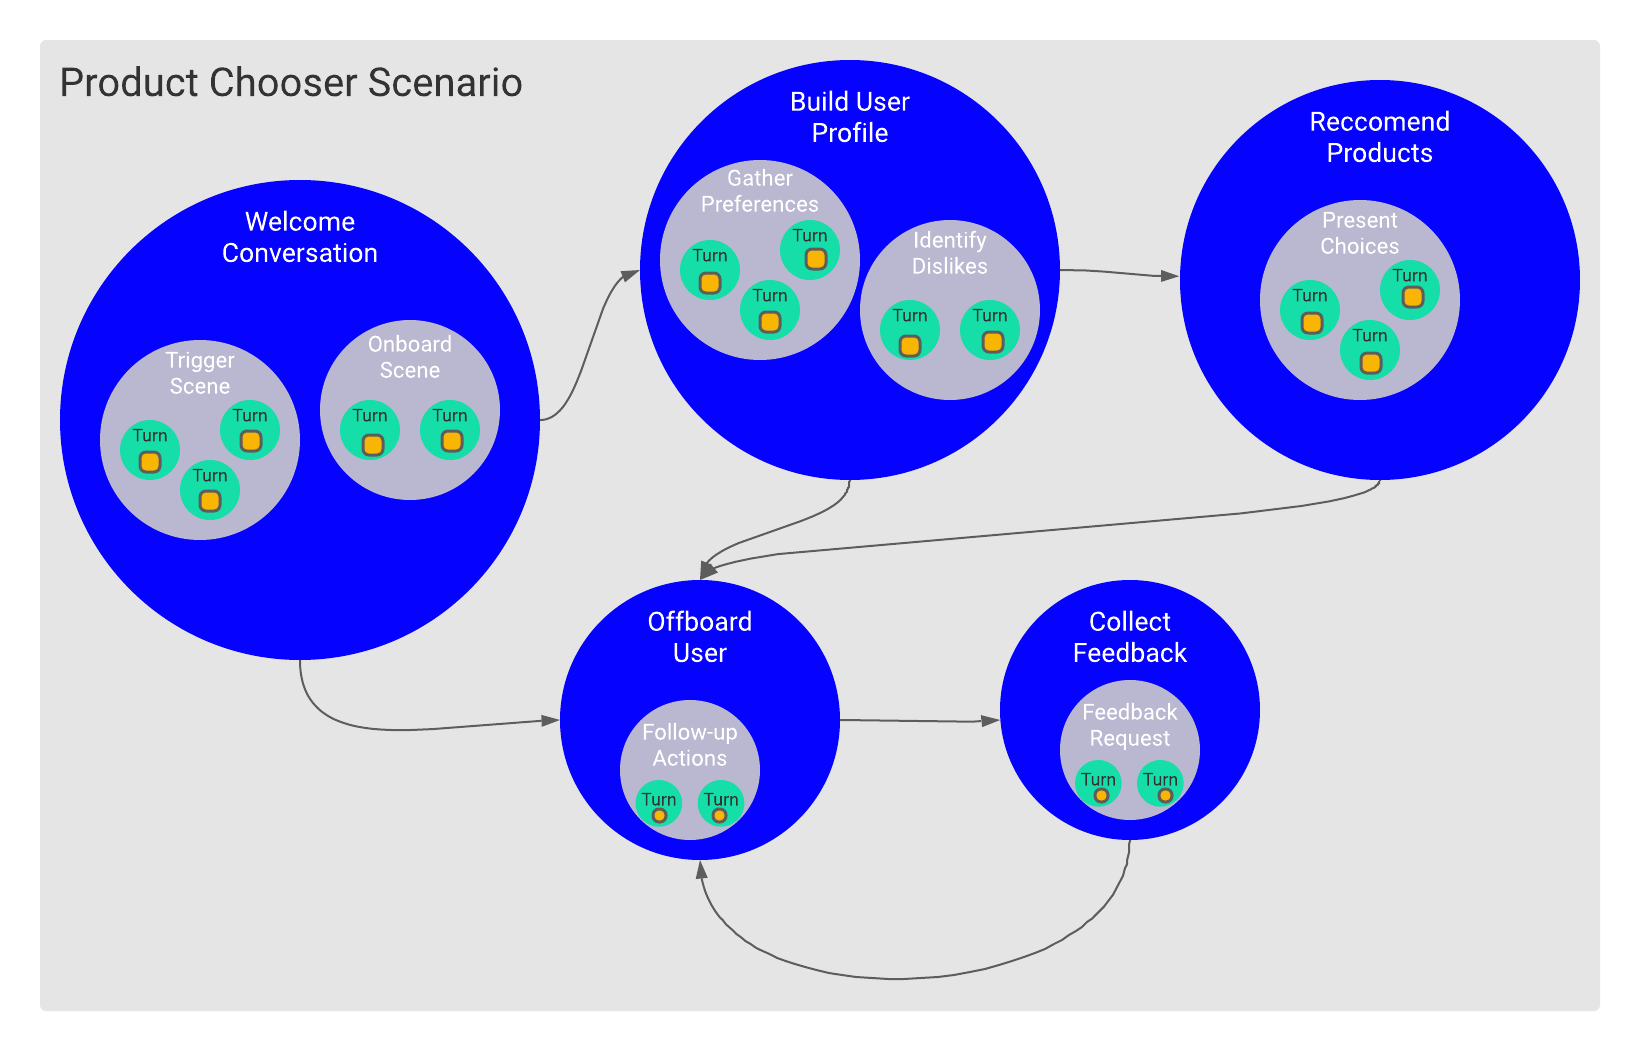 Product Chooser Scenario
Welcome
Conversation
Trigger
Scene
Turn
Turn
Turn
Onboard
Scene
Turn
Turn
Build User
Profile
Gather
Preferences
Turn
Turn
Turn
Identify
Dislikes
Turn
Turn
Reccomend
Products
Present
Choices
Turn
Turn
Turn
Offboard
User
Follow-up
Actions
Turn
Turn
Collect
Feedback
Feedback
Request
Turn
Turn